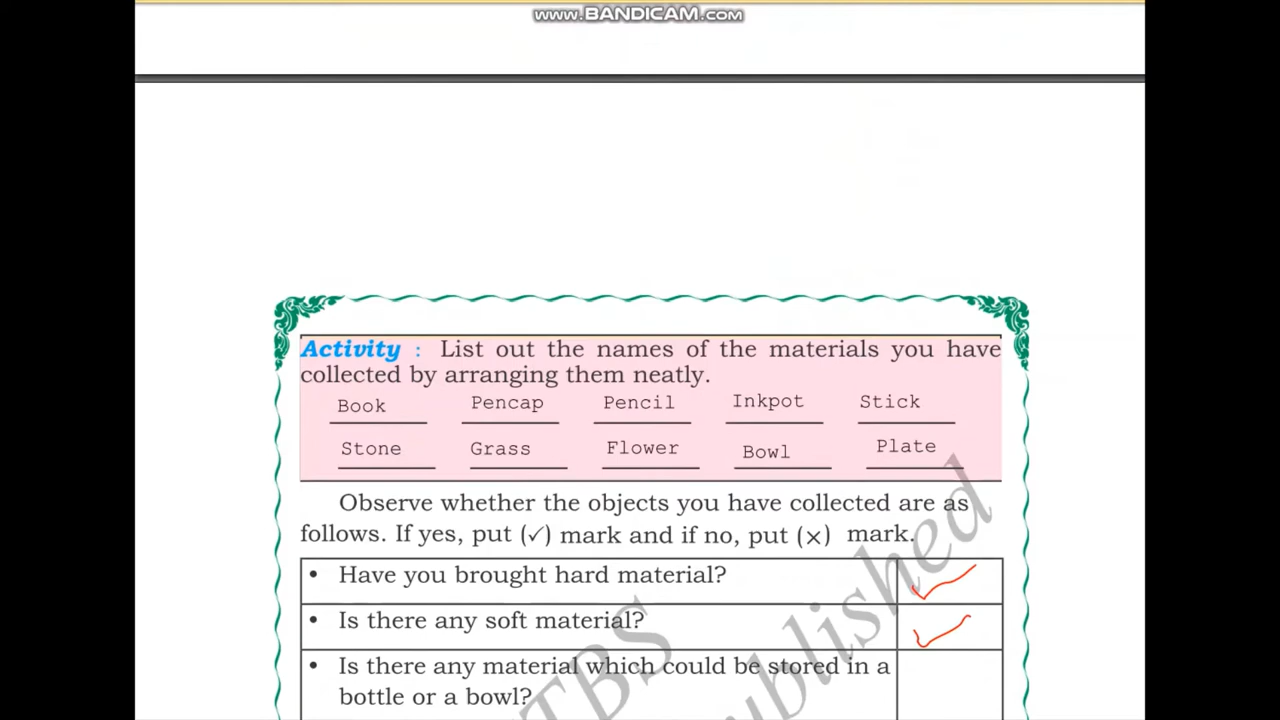 www.BANDICAM.com
Activity : List out the names of the materials you have
collected by arranging them neatly.
Book Pencap Pencil Inkpot Stick
Stone Grass Flower Bowl Plate
Observe whether the objects you have collected are as
follows. If yes, put (✓) mark and if no, put (×) mark.
• Have you brought hard material? ✓
• Is there any soft material? ✓
• Is there any material which could be stored in a
bottle or a bowl?
TBS
ublished